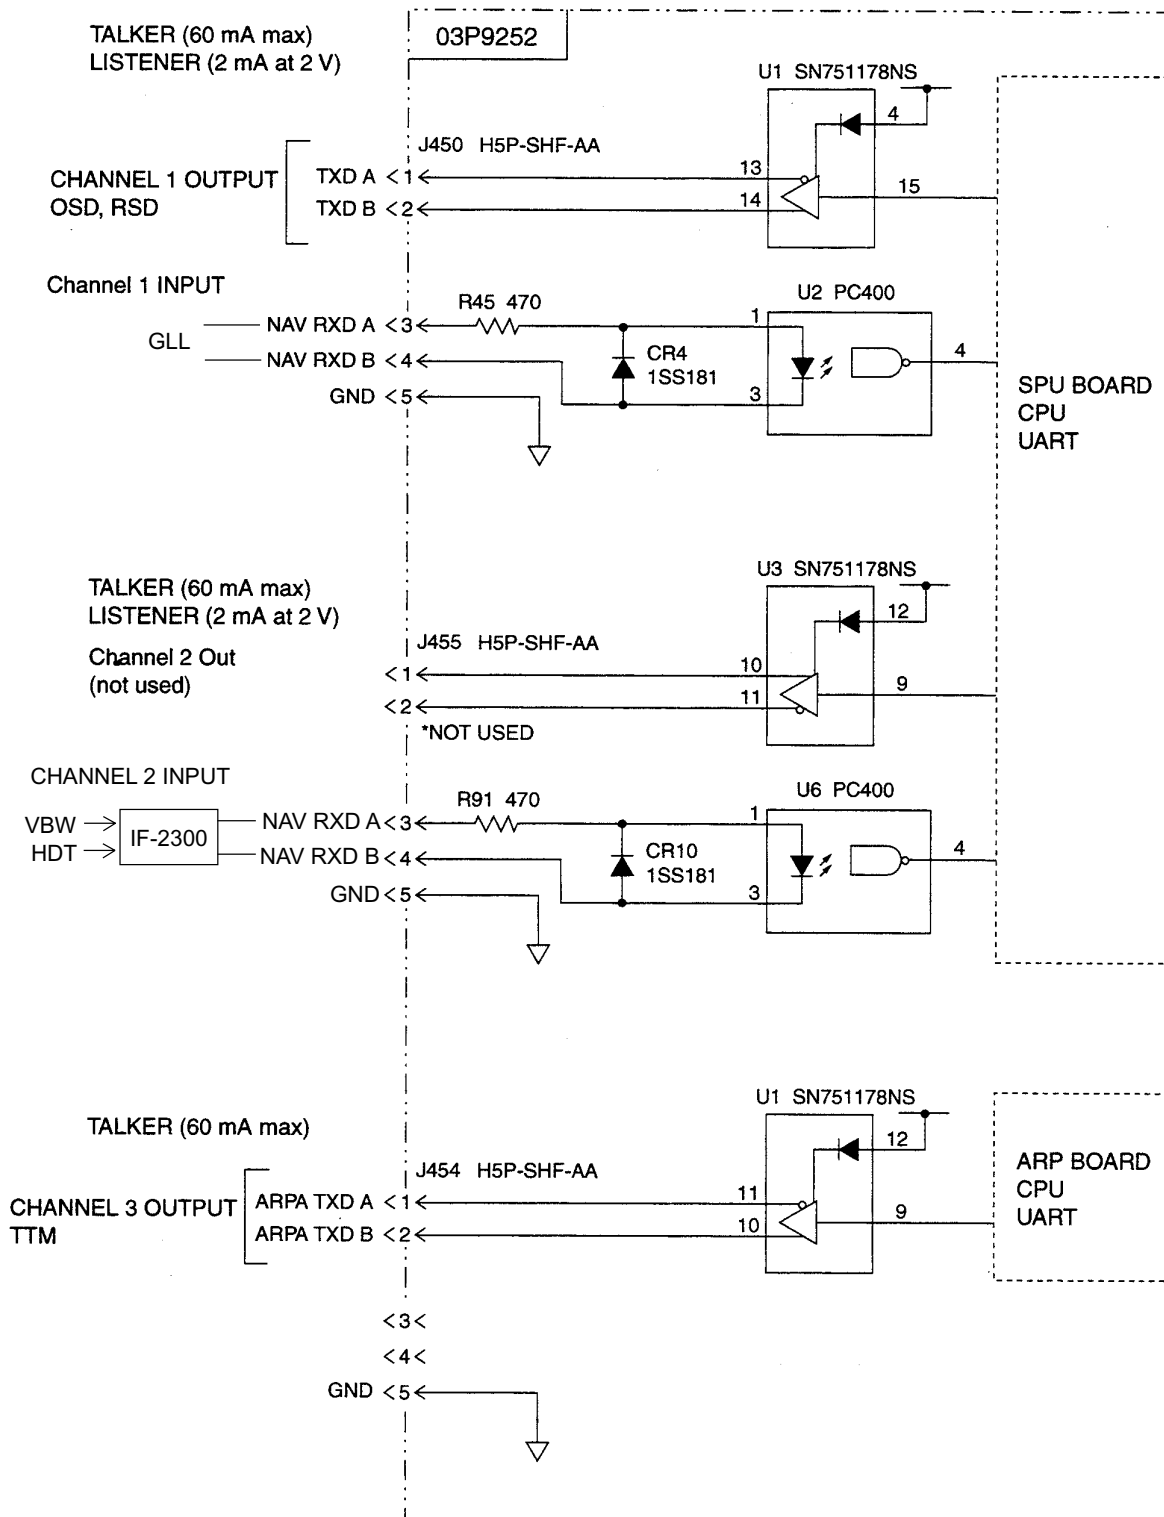 TALKER (60 mA max)
LISTENER (2 mA at 2 V)
03P9252
U1 SN751178NS
4
J450 H5P-SHF-AA
CHANNEL 1 OUTPUT
OSD, RSD
TXD A <1
13
15
TXD B <2
14
Channel 1 INPUT
R45 470
U2 PC400
GLL
NAV RXD A <3
1
NAV RXD B <4
CR4
1SS181
4
GND <5
3
SPU BOARD
CPU
UART
TALKER (60 mA max)
LISTENER (2 mA at 2 V)
U3 SN751178NS
12
Channel 2 Out
(not used)
J455 H5P-SHF-AA
<1
10
9
<2
11
*NOT USED
CHANNEL 2 INPUT
R91 470
U6 PC400
VBW
HDT
IF-2300
NAV RXD A <3
1
NAV RXD B <4
CR10
1SS181
4
GND <5
3
TALKER (60 mA max)
U1 SN751178NS
12
J454 H5P-SHF-AA
CHANNEL 3 OUTPUT
TTM
ARPA TXD A <1
11
9
ARPA TXD B <2
10
ARP BOARD
CPU
UART
<3<
<4<
GND <5